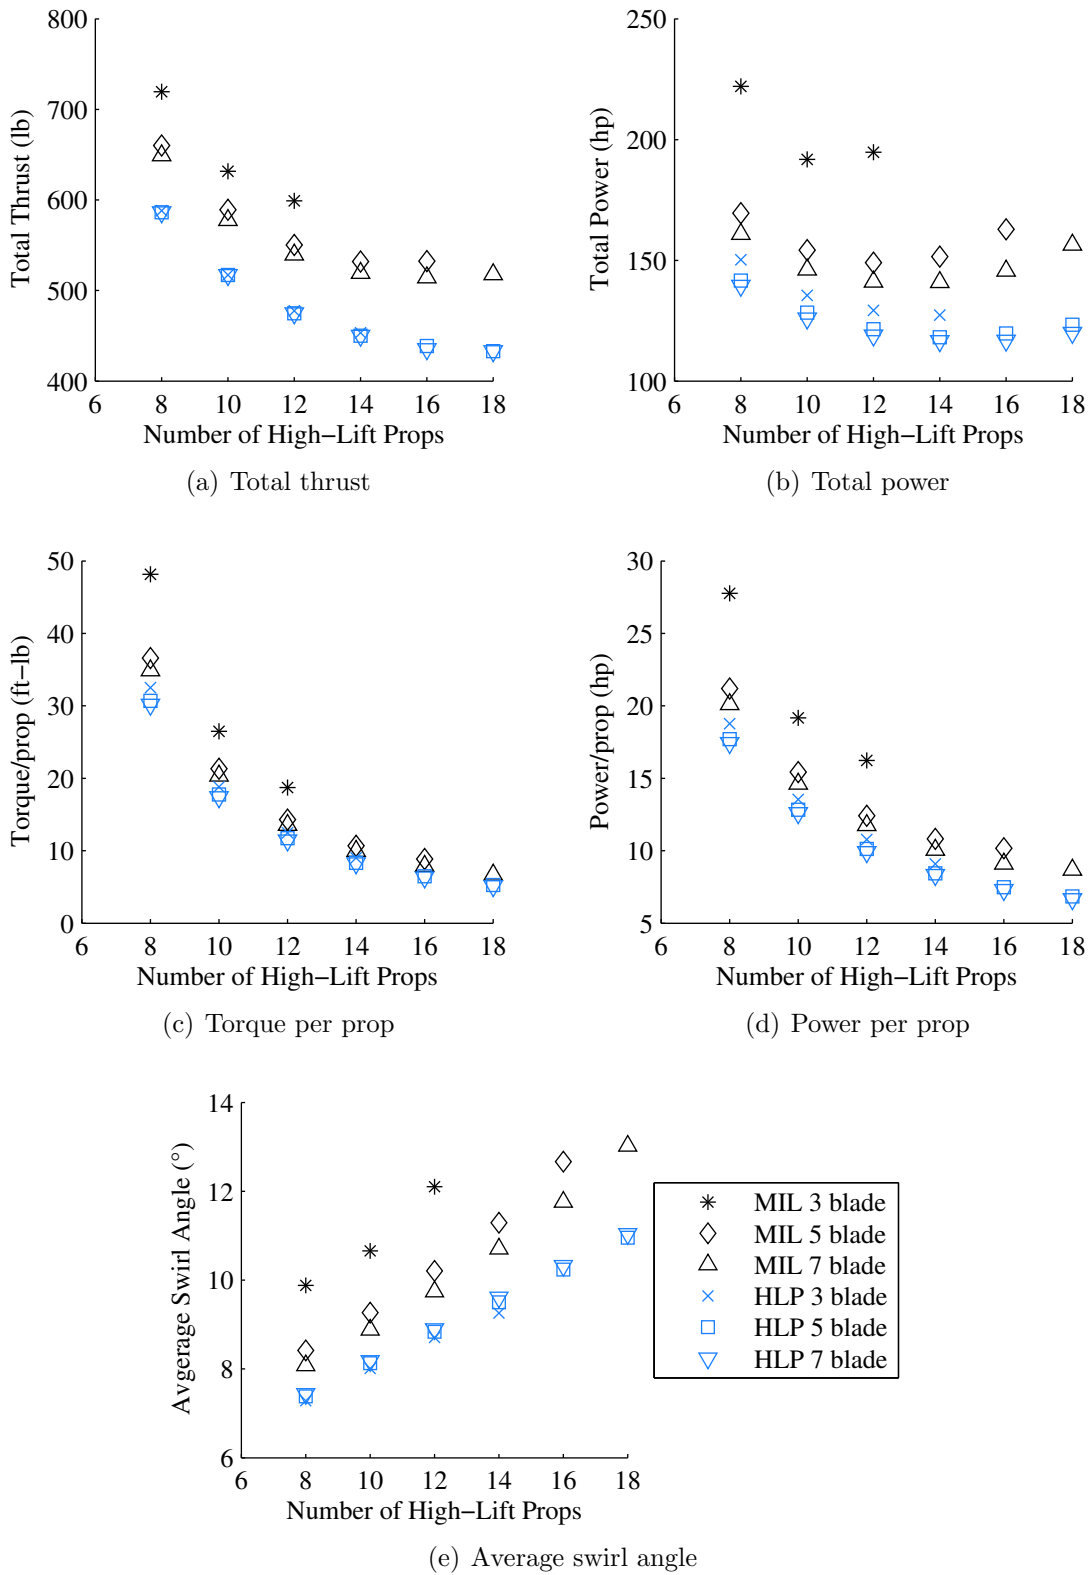 800
700
600
500
400
Total Thrust (lb)
6 8 10 12 14 16 18
Number of High−Lift Props
(a) Total thrust
250
200
150
100
Total Power (hp)
6 8 10 12 14 16 18
Number of High−Lift Props
(b) Total power
50
40
30
20
10
0
Torque/prop (ft−lb)
6 8 10 12 14 16 18
Number of High−Lift Props
(c) Torque per prop
30
25
20
15
10
5
Power/prop (hp)
6 8 10 12 14 16 18
Number of High−Lift Props
(d) Power per prop
14
12
10
8
6
Avgerage Swirl Angle (°)
6 8 10 12 14 16 18
Number of High−Lift Props
MIL 3 blade
MIL 5 blade
MIL 7 blade
HLP 3 blade
HLP 5 blade
HLP 7 blade
(e) Average swirl angle